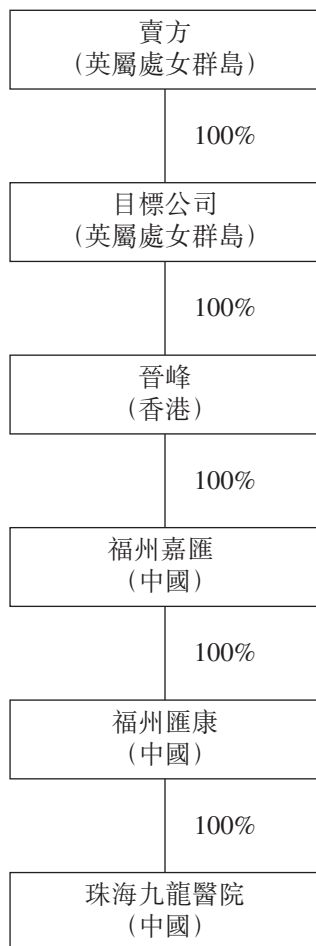 賣方
(英屬處女群島)
100%
目標公司
(英屬處女群島)
100%
晉峰
(香港)
100%
福州嘉匯
(中國)
100%
福州匯康
(中國)
100%
珠海九龍醫院
(中國)